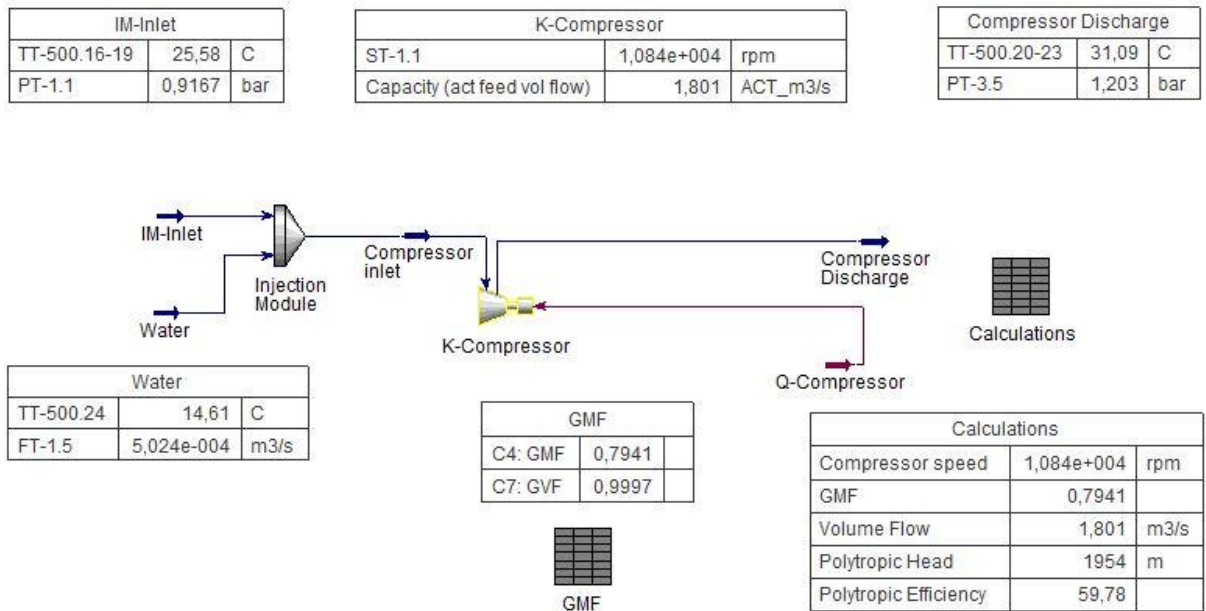 IM-Inlet
TT-500.16-19 25,58 C
PT-1.1 0,9167 bar
K-Compressor
ST-1.1 1,084e+004 rpm
Capacity (act feed vol flow) 1,801 ACT_m3/s
Compressor Discharge
TT-500.20-23 31,09 C
PT-3.5 1,203 bar
IM-Inlet
Water
Injection
Module
Compressor
inlet
K-Compressor
Compressor
Discharge
Q-Compressor
Calculations
Water
TT-500.24 14,61 C
FT-1.5 5,024e-004 m3/s
GMF
C4: GMF 0,7941
C7: GVF 0,9997
GMF
Calculations
Compressor speed 1,084e+004 rpm
GMF 0,7941
Volume Flow 1,801 m3/s
Polytropic Head 1954 m
Polytropic Efficiency 59,78